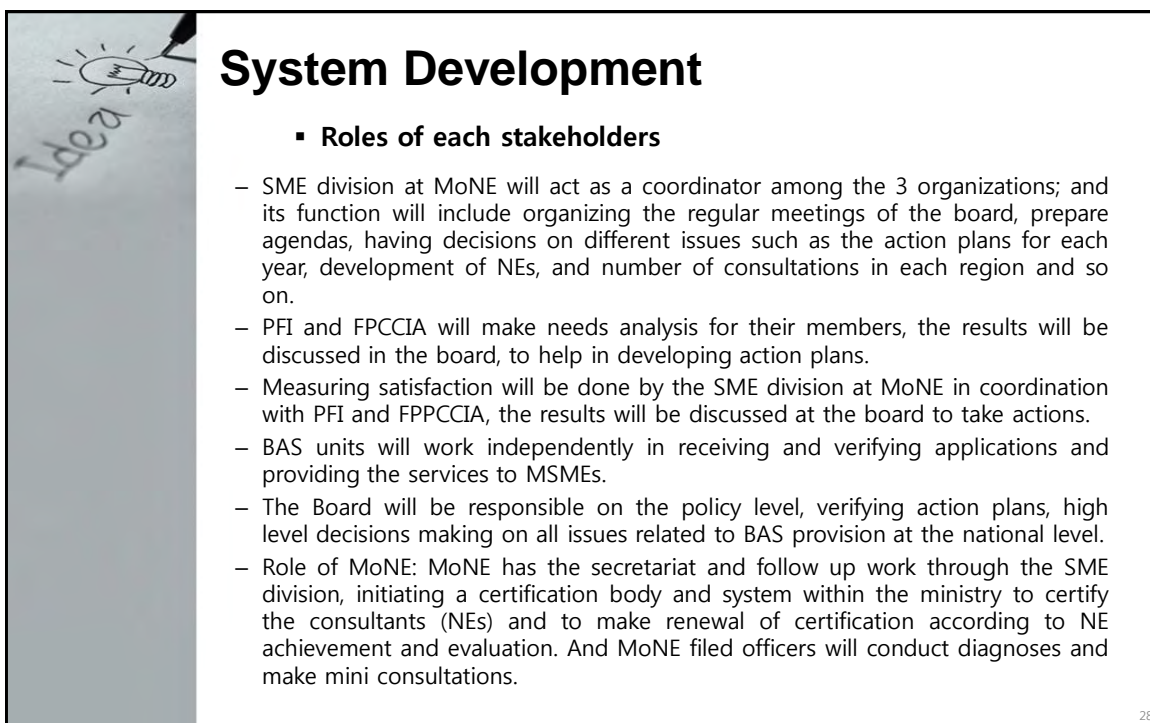 Idea
System Development
▪ Roles of each stakeholders
– SME division at MoNE will act as a coordinator among the 3 organizations; and
its function will include organizing the regular meetings of the board, prepare
agendas, having decisions on different issues such as the action plans for each
year, development of NEs, and number of consultations in each region and so
on.
– PFI and FPCCIA will make needs analysis for their members, the results will be
discussed in the board, to help in developing action plans.
– Measuring satisfaction will be done by the SME division at MoNE in coordination
with PFI and FPPCCIA, the results will be discussed at the board to take actions.
– BAS units will work independently in receiving and verifying applications and
providing the services to MSMEs.
– The Board will be responsible on the policy level, verifying action plans, high
level decisions making on all issues related to BAS provision at the national level.
– Role of MoNE: MoNE has the secretariat and follow up work through the SME
division, initiating a certification body and system within the ministry to certify
the consultants (NEs) and to make renewal of certification according to NE
achievement and evaluation. And MoNE filed officers will conduct diagnoses and
make mini consultations.
28